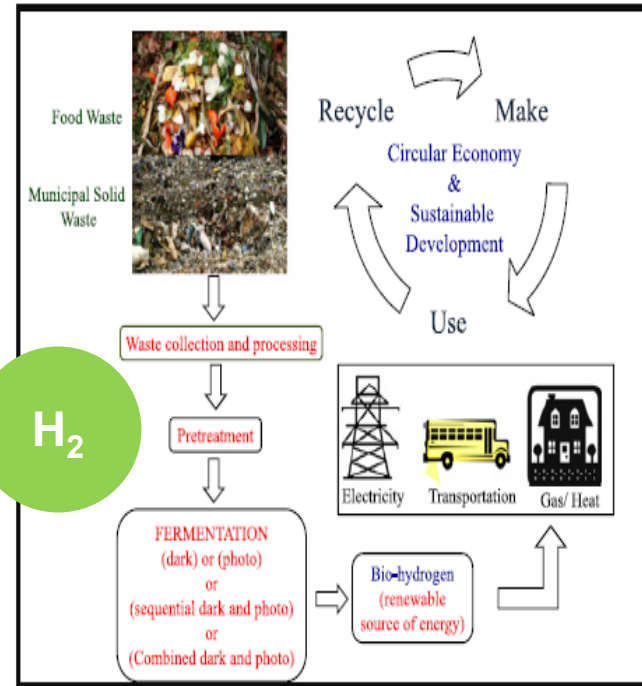 Food Waste
Municipal Solid
Waste
Recycle
Make
Circular Economy
&
Sustainable
Development
Use
Waste collection and processing
H₂
Pretreatment
Electricity
Transportation
Gas/ Heat
FERMENTATION
(dark) or (photo)
or
(sequential dark and photo)
or
(Combined dark and photo)
Bio-hydrogen
(renewable
source of energy)